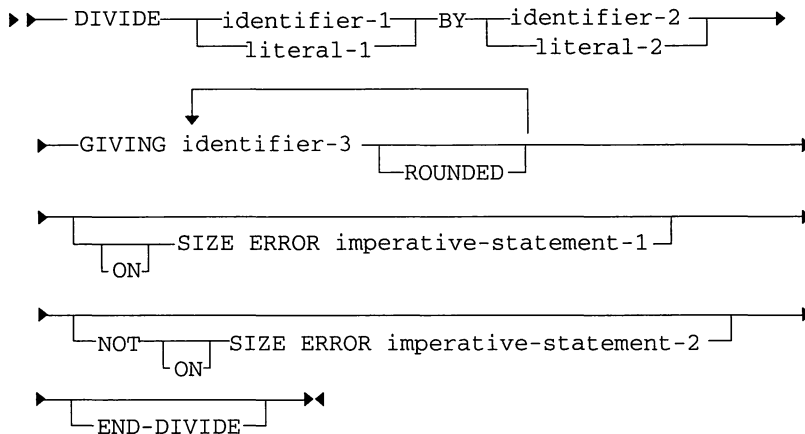 DIVIDE identifier-1 BY identifier-2
literal-1 literal-2
GIVING identifier-3
ROUNDED
SIZE ERROR imperative-statement-1
ON
NOT SIZE ERROR imperative-statement-2
ON
END-DIVIDE